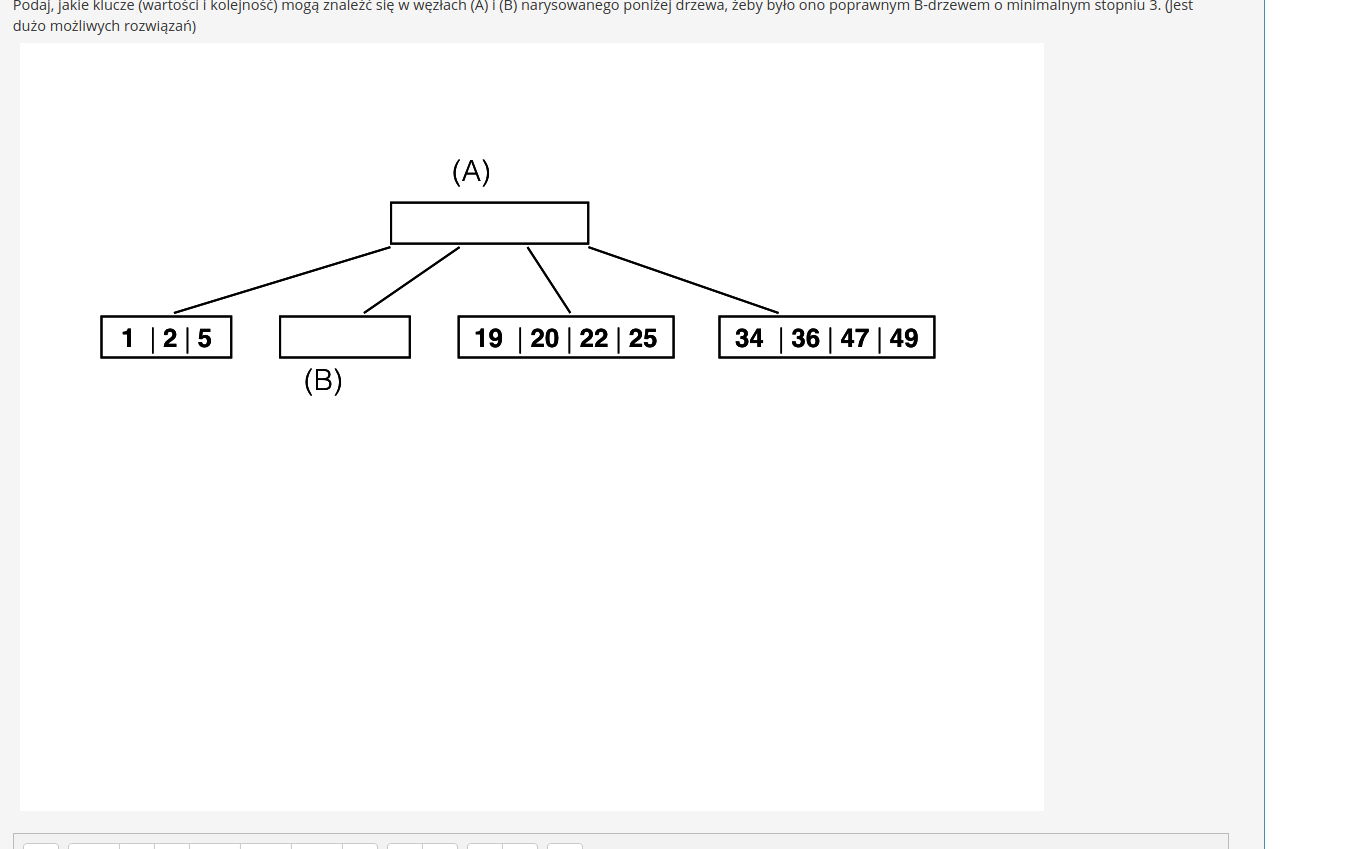 Podaj, jakie klucze (wartości i kolejność) mogą znaleźć się w węzłach (A) i (B) narysowanego poniżej drzewa, żeby było ono poprawnym B-drzewem o minimalnym stopniu 3. (Jest
dużo możliwych rozwiązań)
(A)
1 | 2 | 5
19 | 20 | 22 | 25
34 | 36 | 47 | 49
(B)